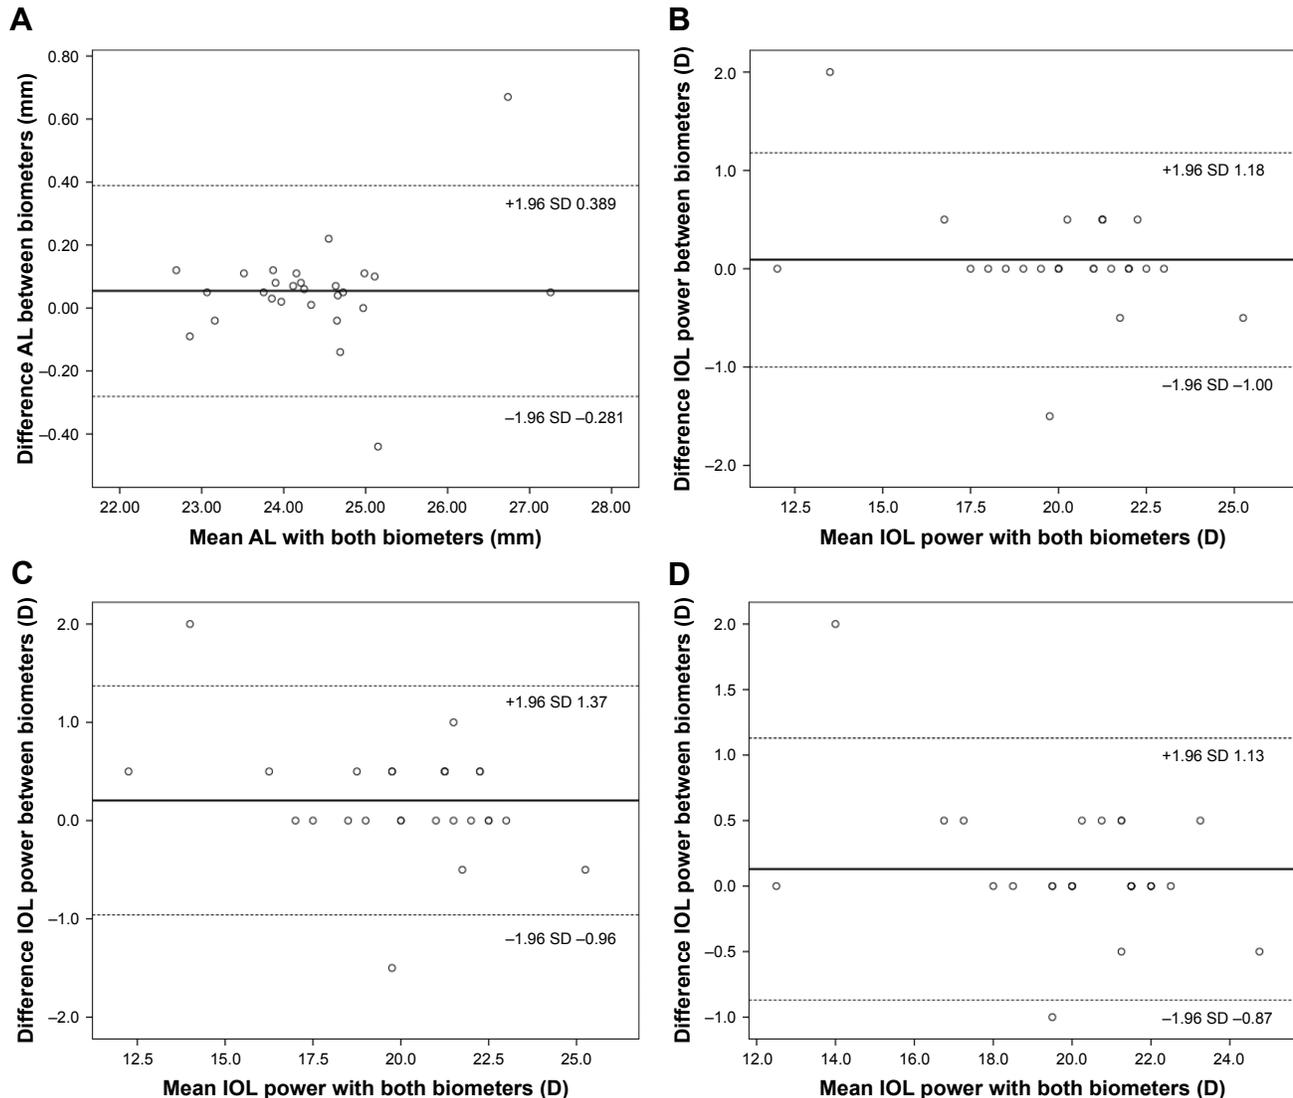 A
Difference AL between biometers (mm)
0.80
0.60
0.40
0.20
0.00
–0.20
–0.40
+1.96 SD 0.389
–1.96 SD –0.281
22.00 23.00 24.00 25.00 26.00 27.00 28.00
Mean AL with both biometers (mm)
B
Difference IOL power between biometers (D)
2.0
1.0
0.0
–1.0
–2.0
+1.96 SD 1.18
–1.96 SD –1.00
12.5 15.0 17.5 20.0 22.5 25.0
Mean IOL power with both biometers (D)
C
Difference IOL power between biometers (D)
2.0
1.0
0.0
–1.0
–2.0
+1.96 SD 1.37
–1.96 SD –0.96
12.5 15.0 17.5 20.0 22.5 25.0
Mean IOL power with both biometers (D)
D
Difference IOL power between biometers (D)
2.0
1.5
1.0
0.5
0.0
–0.5
–1.0
+1.96 SD 1.13
–1.96 SD –0.87
12.0 14.0 16.0 18.0 20.0 22.0 24.0
Mean IOL power with both biometers (D)